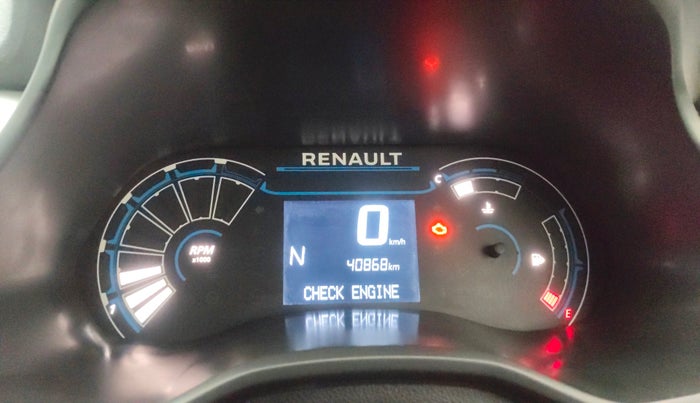 RENAULT
C
0 km/h
RPM
x1000
N
40868km
CHECK ENGINE
E